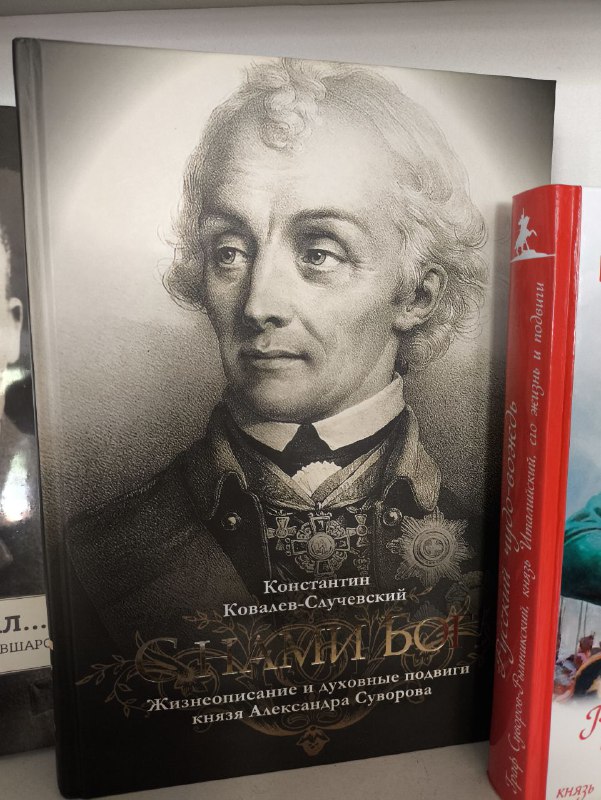 Л...
ВШАРО
Константин
Ковалев-Случевский
С НАМИ БОГ
Жизнеописание и духовные подвиги
князя Александра Суворова
Русский чудо-вождь
Граф Суворов-Рымникский, князь Италийский, его жизнь и подвиги
князь